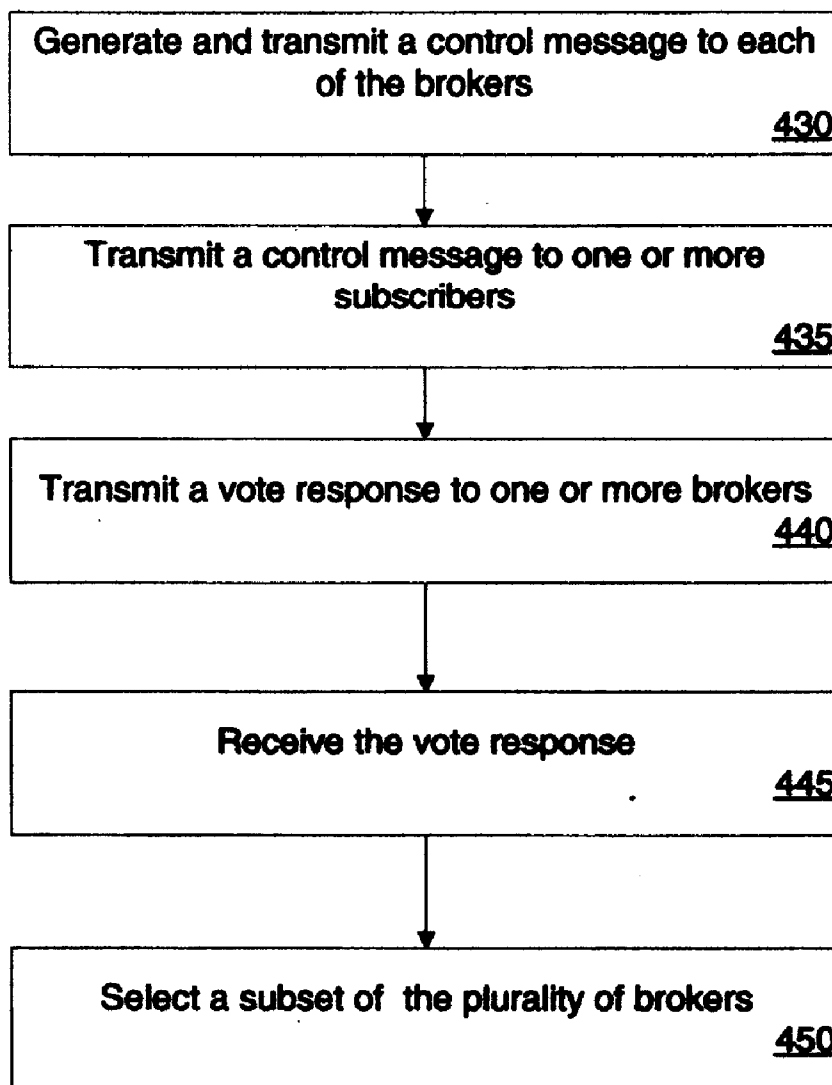 Generate and transmit a control message to each
of the brokers
430
Transmit a control message to one or more
subscribers
435
Transmit a vote response to one or more brokers
440
Receive the vote response
445
Select a subset of the plurality of brokers
450